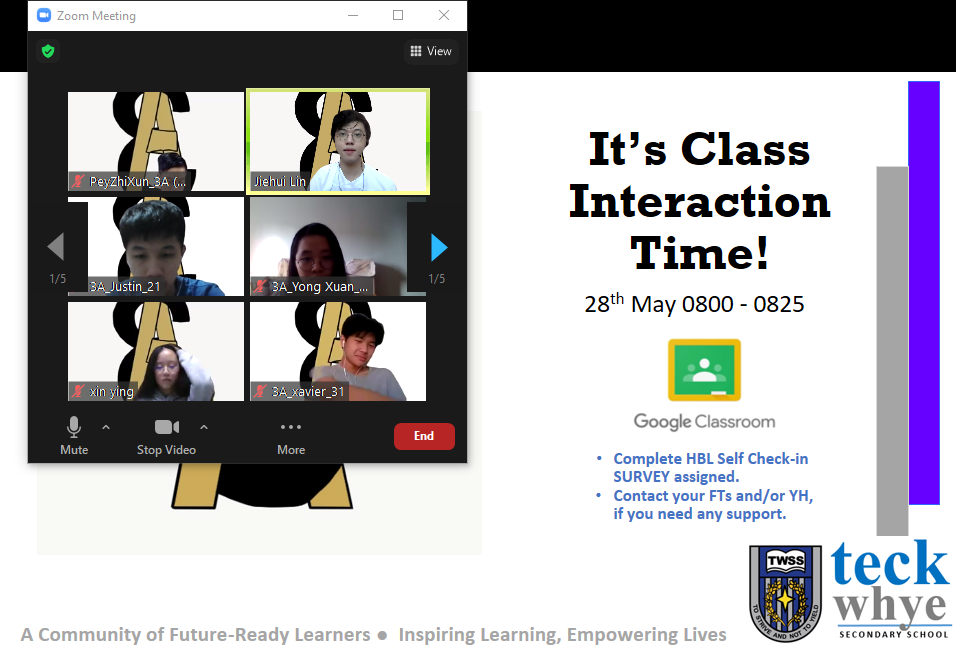 Zoom Meeting
View
PeyZhiXun_3A (...
Jiehui Lin
1/5
3A_Justin_21
3A_Yong Xuan_...
1/5
xin ying
3A_xavier_31
Mute
Stop Video
More
End
It's Class
Interaction
Time!
28th May 0800 - 0825
Google Classroom
• Complete HBL Self Check-in
SURVEY assigned.
• Contact your FTs and/or YH,
if you need any support.
TWSS
TO STRIVE AND NOT TO YIELD
teck
whye
SECONDARY SCHOOL
A Community of Future-Ready Learners ● Inspiring Learning, Empowering Lives